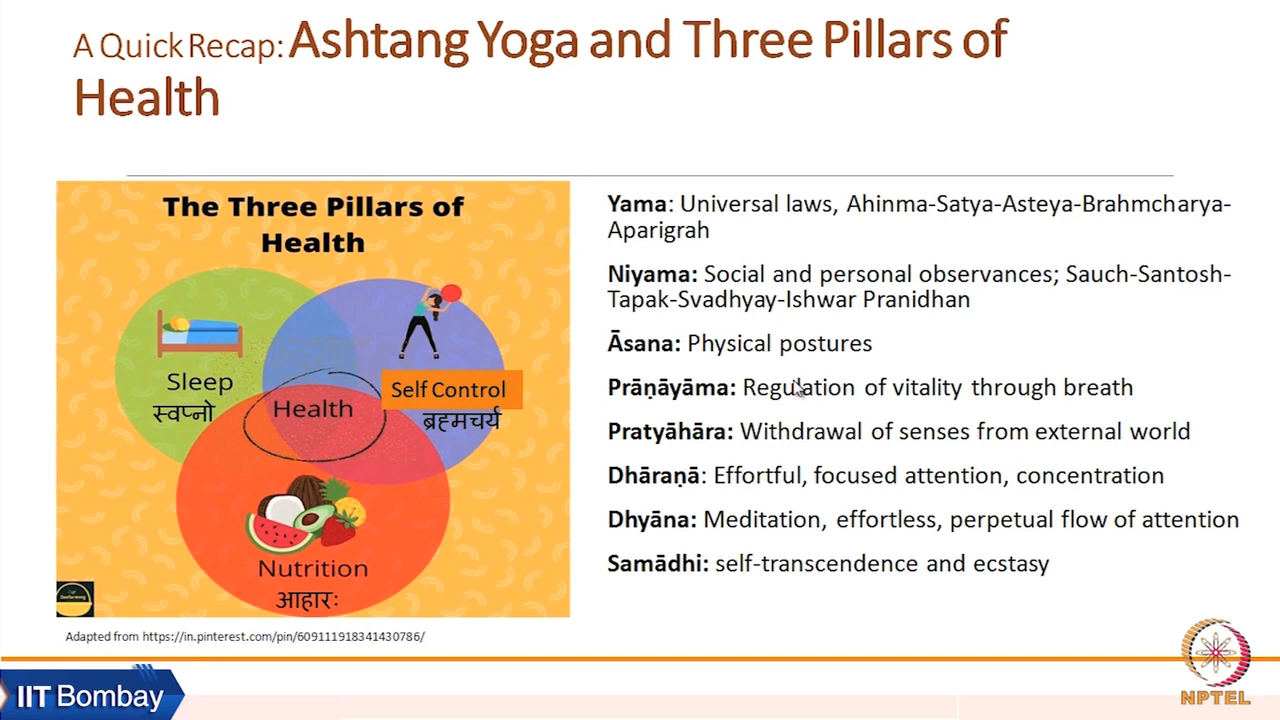 A Quick Recap: Ashtang Yoga and Three Pillars of
Health
The Three Pillars of
Health
Sleep
स्वप्नो
Self Control
ब्रह्मचर्य
Health
Nutrition
आहारः
Adapted from https://in.pinterest.com/pin/609111918341430786/
Yama: Universal laws, Ahinma-Satya-Asteya-Brahmcharya-
Aparigrah
Niyama: Social and personal observances; Sauch-Santosh-
Tapak-Svadhyay-Ishwar Pranidhan
Āsana: Physical postures
Prāṇāyāma: Regulation of vitality through breath
Pratyāhāra: Withdrawal of senses from external world
Dhāraṇā: Effortful, focused attention, concentration
Dhyāna: Meditation, effortless, perpetual flow of attention
Samādhi: self-transcendence and ecstasy
IIT Bombay
NPTEL